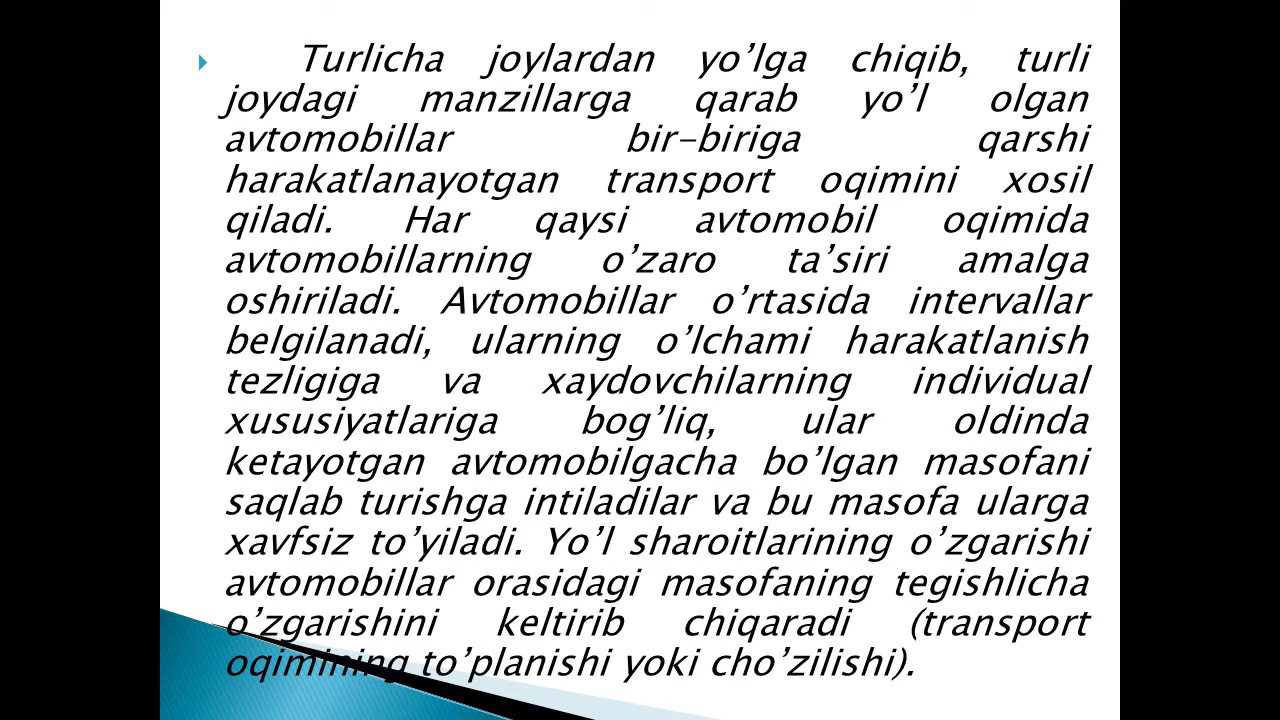 Turlicha joylardan yo’lga chiqib, turli
joydagi manzillarga qarab yo’l olgan
avtomobillar bir-biriga qarshi
harakatlanayotgan transport oqimini xosil
qiladi. Har qaysi avtomobil oqimida
avtomobillarning o’zaro ta’siri amalga
oshiriladi. Avtomobillar o’rtasida intervallar
belgilanadi, ularning o’lchami harakatlanish
tezligiga va xaydovchilarning individual
xususiyatlariga bog’liq, ular oldinda
ketayotgan avtomobilgacha bo’lgan masofani
saqlab turishga intiladilar va bu masofa ularga
xavfsiz to’yiladi. Yo’l sharoitlarining o’zgarishi
avtomobillar orasidagi masofaning tegishlicha
o’zgarishini keltirib chiqaradi (transport
oqimining to’planishi yoki cho’zilishi).